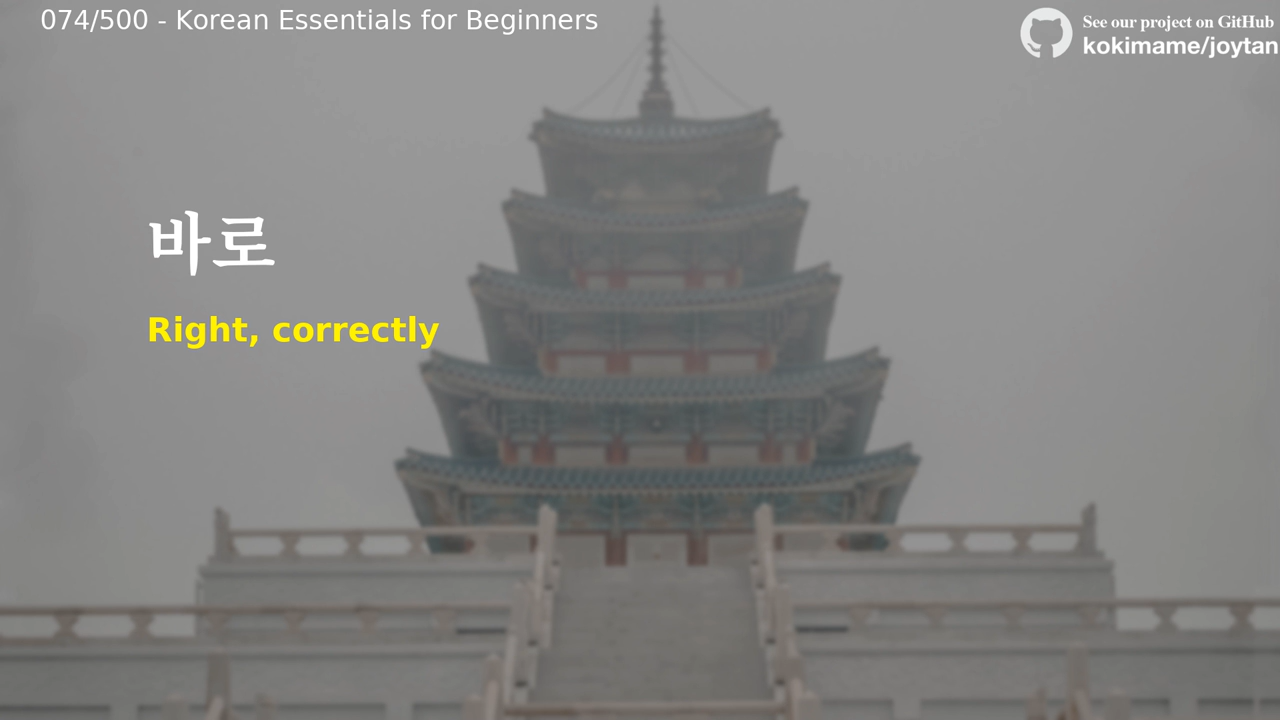 074/500 - Korean Essentials for Beginners
See our project on GitHub
kokimame/joytan
바로
Right, correctly